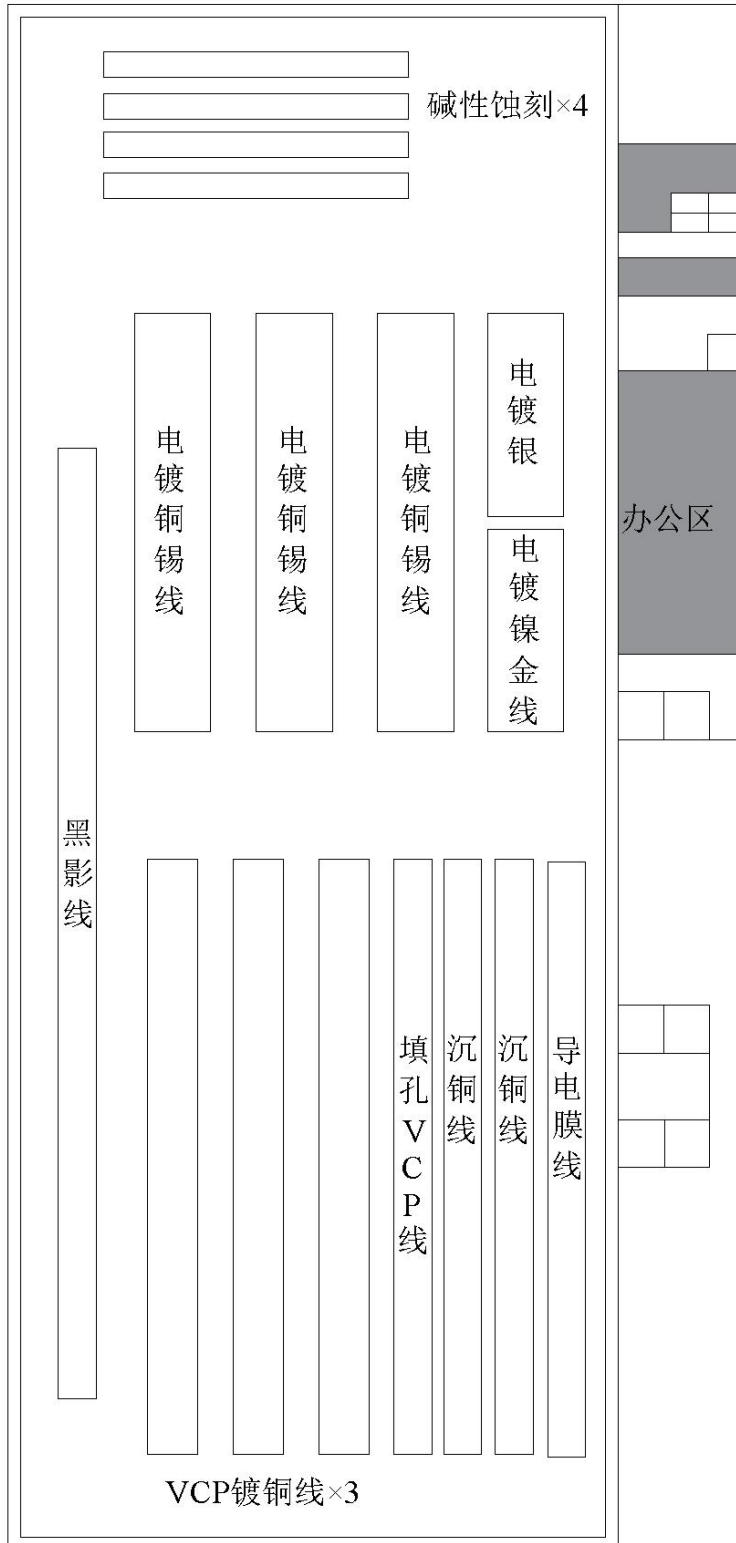 碱性蚀刻×4
电镀铜锡线
电镀铜锡线
电镀铜锡线
电镀银
电镀镍金线
办公区
黑影线
填孔VCP线
沉铜线
沉铜线
导电膜线
VCP镀铜线×3